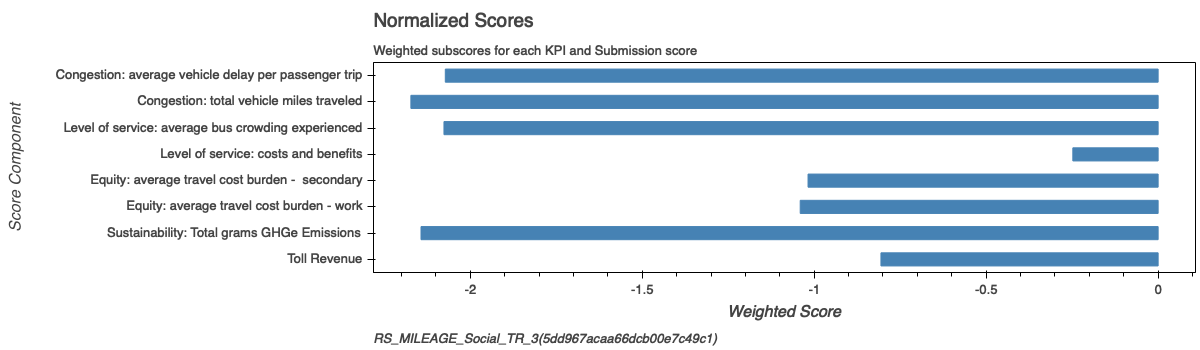 Normalized Scores
Weighted subscores for each KPI and Submission score
Score Component
Congestion: average vehicle delay per passenger trip
Congestion: total vehicle miles traveled
Level of service: average bus crowding experienced
Level of service: costs and benefits
Equity: average travel cost burden -  secondary
Equity: average travel cost burden - work
Sustainability: Total grams GHGe Emissions
Toll Revenue
-2 -1.5 -1 -0.5 0
Weighted Score
RS_MILEAGE_Social_TR_3(5dd967acaa66dcb00e7c49c1)